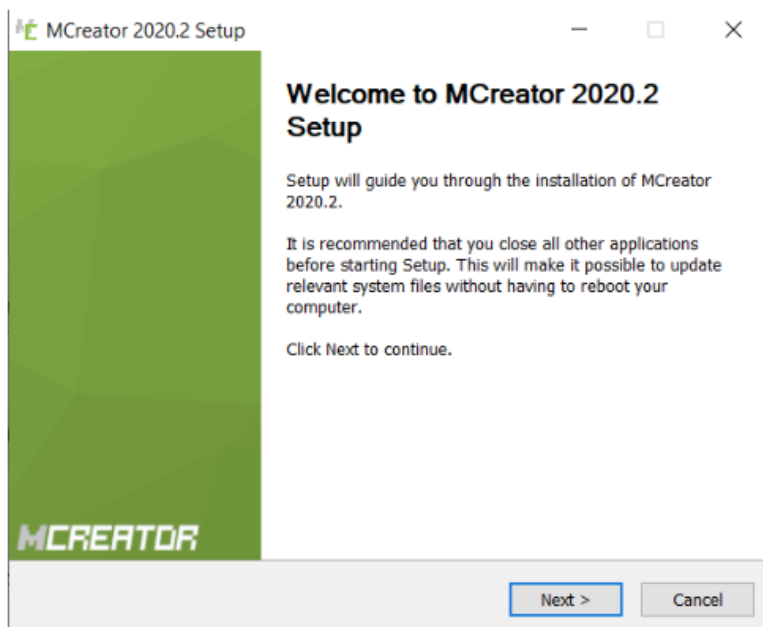 MCreator 2020.2 Setup
Welcome to MCreator 2020.2
Setup
Setup will guide you through the installation of MCreator
2020.2.
It is recommended that you close all other applications
before starting Setup. This will make it possible to update
relevant system files without having to reboot your
computer.
Click Next to continue.
MCREATOR
Next >
Cancel